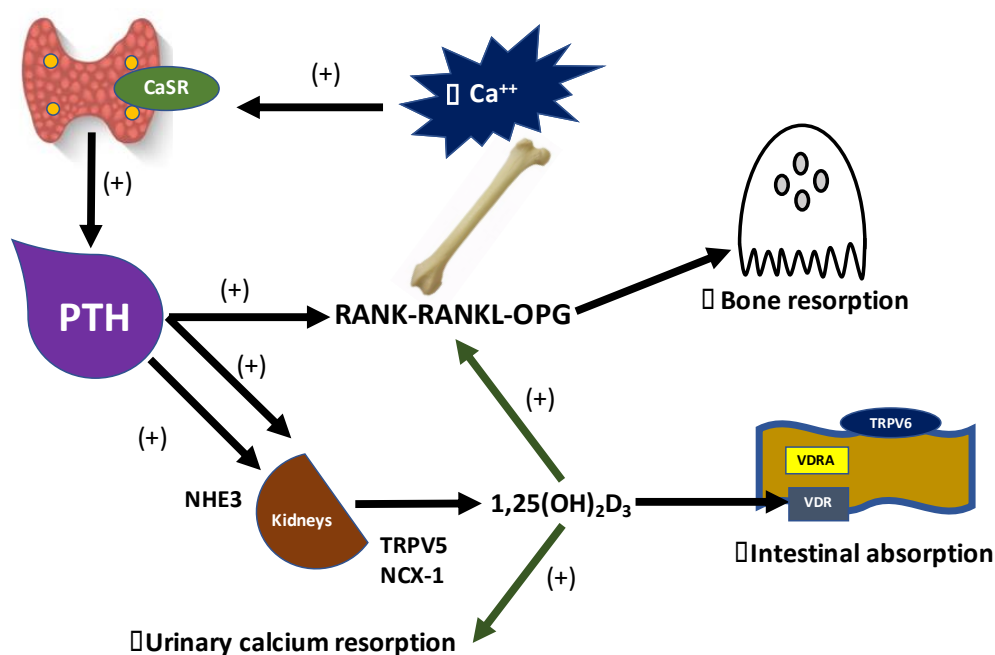 CaSR
(+)
▯ Ca⁺⁺
(+)
PTH
(+)
RANK-RANKL-OPG
▯ Bone resorption
(+)
(+)
(+)
TRPV6
VDRA
VDR
NHE3
Kidneys
1,25(OH)₂D₃
TRPV5
NCX-1
▯Intestinal absorption
(+)
▯Urinary calcium resorption